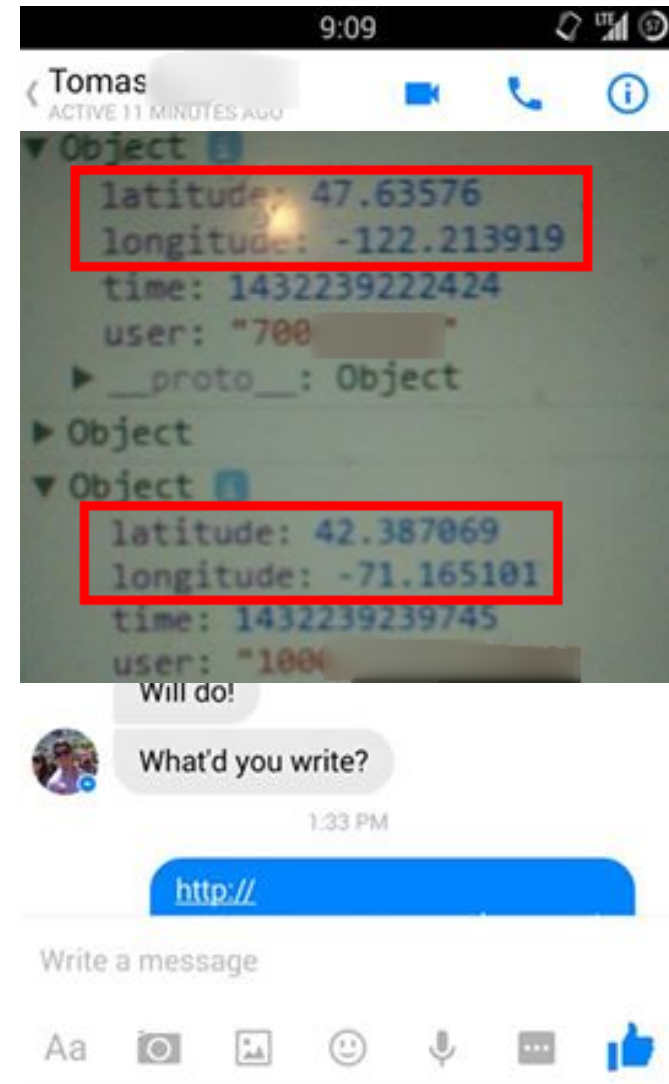 9:09
LTE
57
Tomas
ACTIVE 11 MINUTES AGO
Object i
latitude: 47.63576
longitude: -122.213919
time: 1432239222424
user: "700 "
__proto__: Object
Object
Object i
latitude: 42.387069
longitude: -71.165101
time: 1432239239745
user: "100
Will do!
What'd you write?
1:33 PM
http://
Write a message
Aa